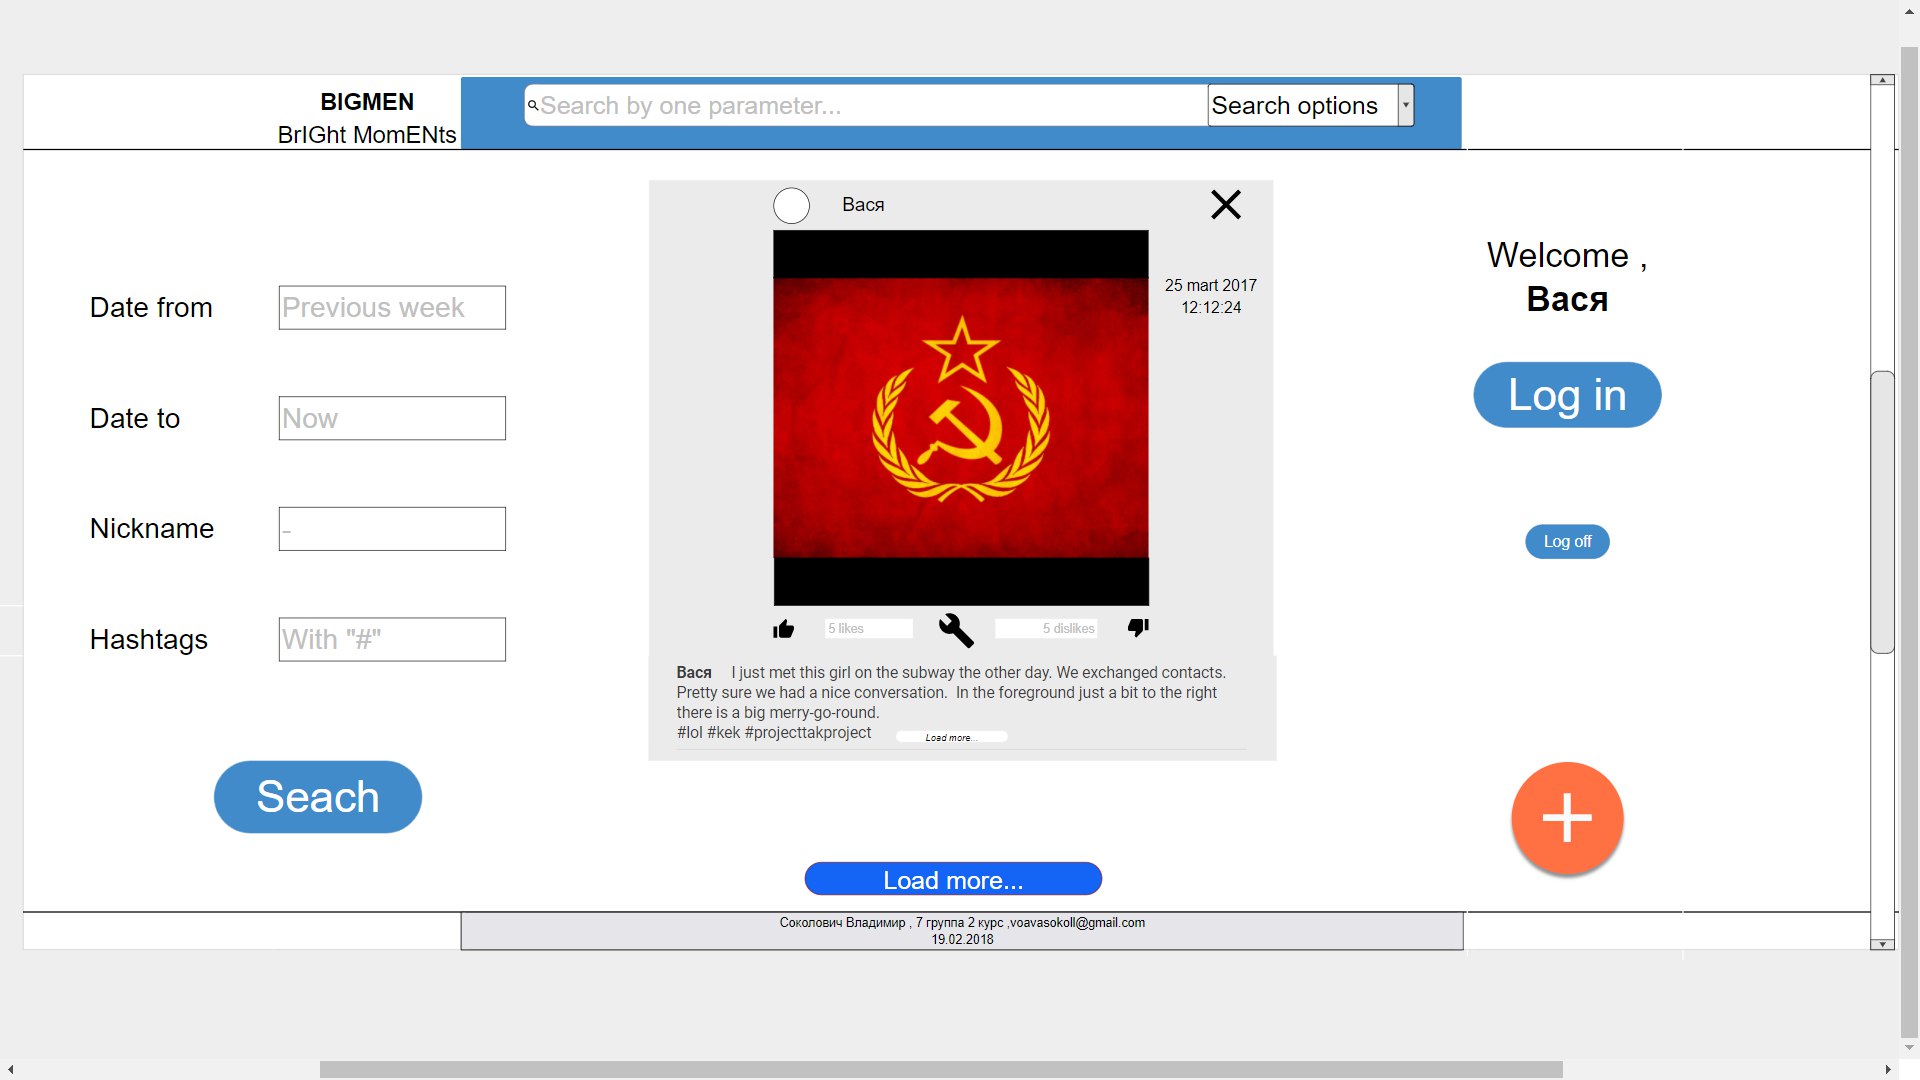 BIGMEN
BrIGht MomENts
Search by one parameter...
Search options
Date from
Previous week
Date to
Now
Nickname
-
Hashtags
With "#"
Seach
Вася
25 mart 2017
12:12:24
5 likes
5 dislikes
Вася I just met this girl on the subway the other day. We exchanged contacts.
Pretty sure we had a nice conversation. In the foreground just a bit to the right
there is a big merry-go-round.
#lol #kek #projecttakproject
Load more...
Load more...
Welcome ,
Вася
Log in
Log off
Соколович Владимир , 7 группа 2 курс ,voavasokoll@gmail.com
19.02.2018